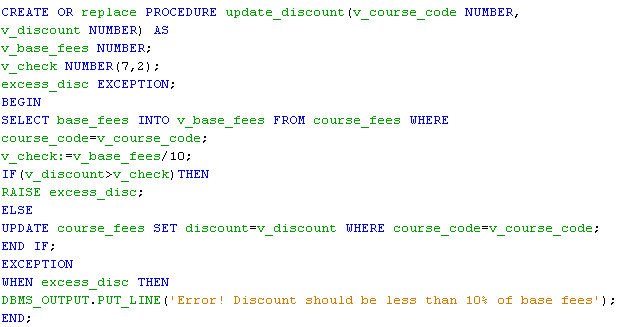 CREATE OR replace PROCEDURE update_discount(v_course_code NUMBER,
v_discount NUMBER) AS
v_base_fees NUMBER;
v_check NUMBER(7,2);
excess_disc EXCEPTION;
BEGIN
SELECT base_fees INTO v_base_fees FROM course_fees WHERE
course_code=v_course_code;
v_check:=v_base_fees/10;
IF(v_discount>v_check)THEN
RAISE excess_disc;
ELSE
UPDATE course_fees SET discount=v_discount WHERE course_code=v_course_code;
END IF;
EXCEPTION
WHEN excess_disc THEN
DBMS_OUTPUT.PUT_LINE('Error! Discount should be less than 10% of base fees');
END;